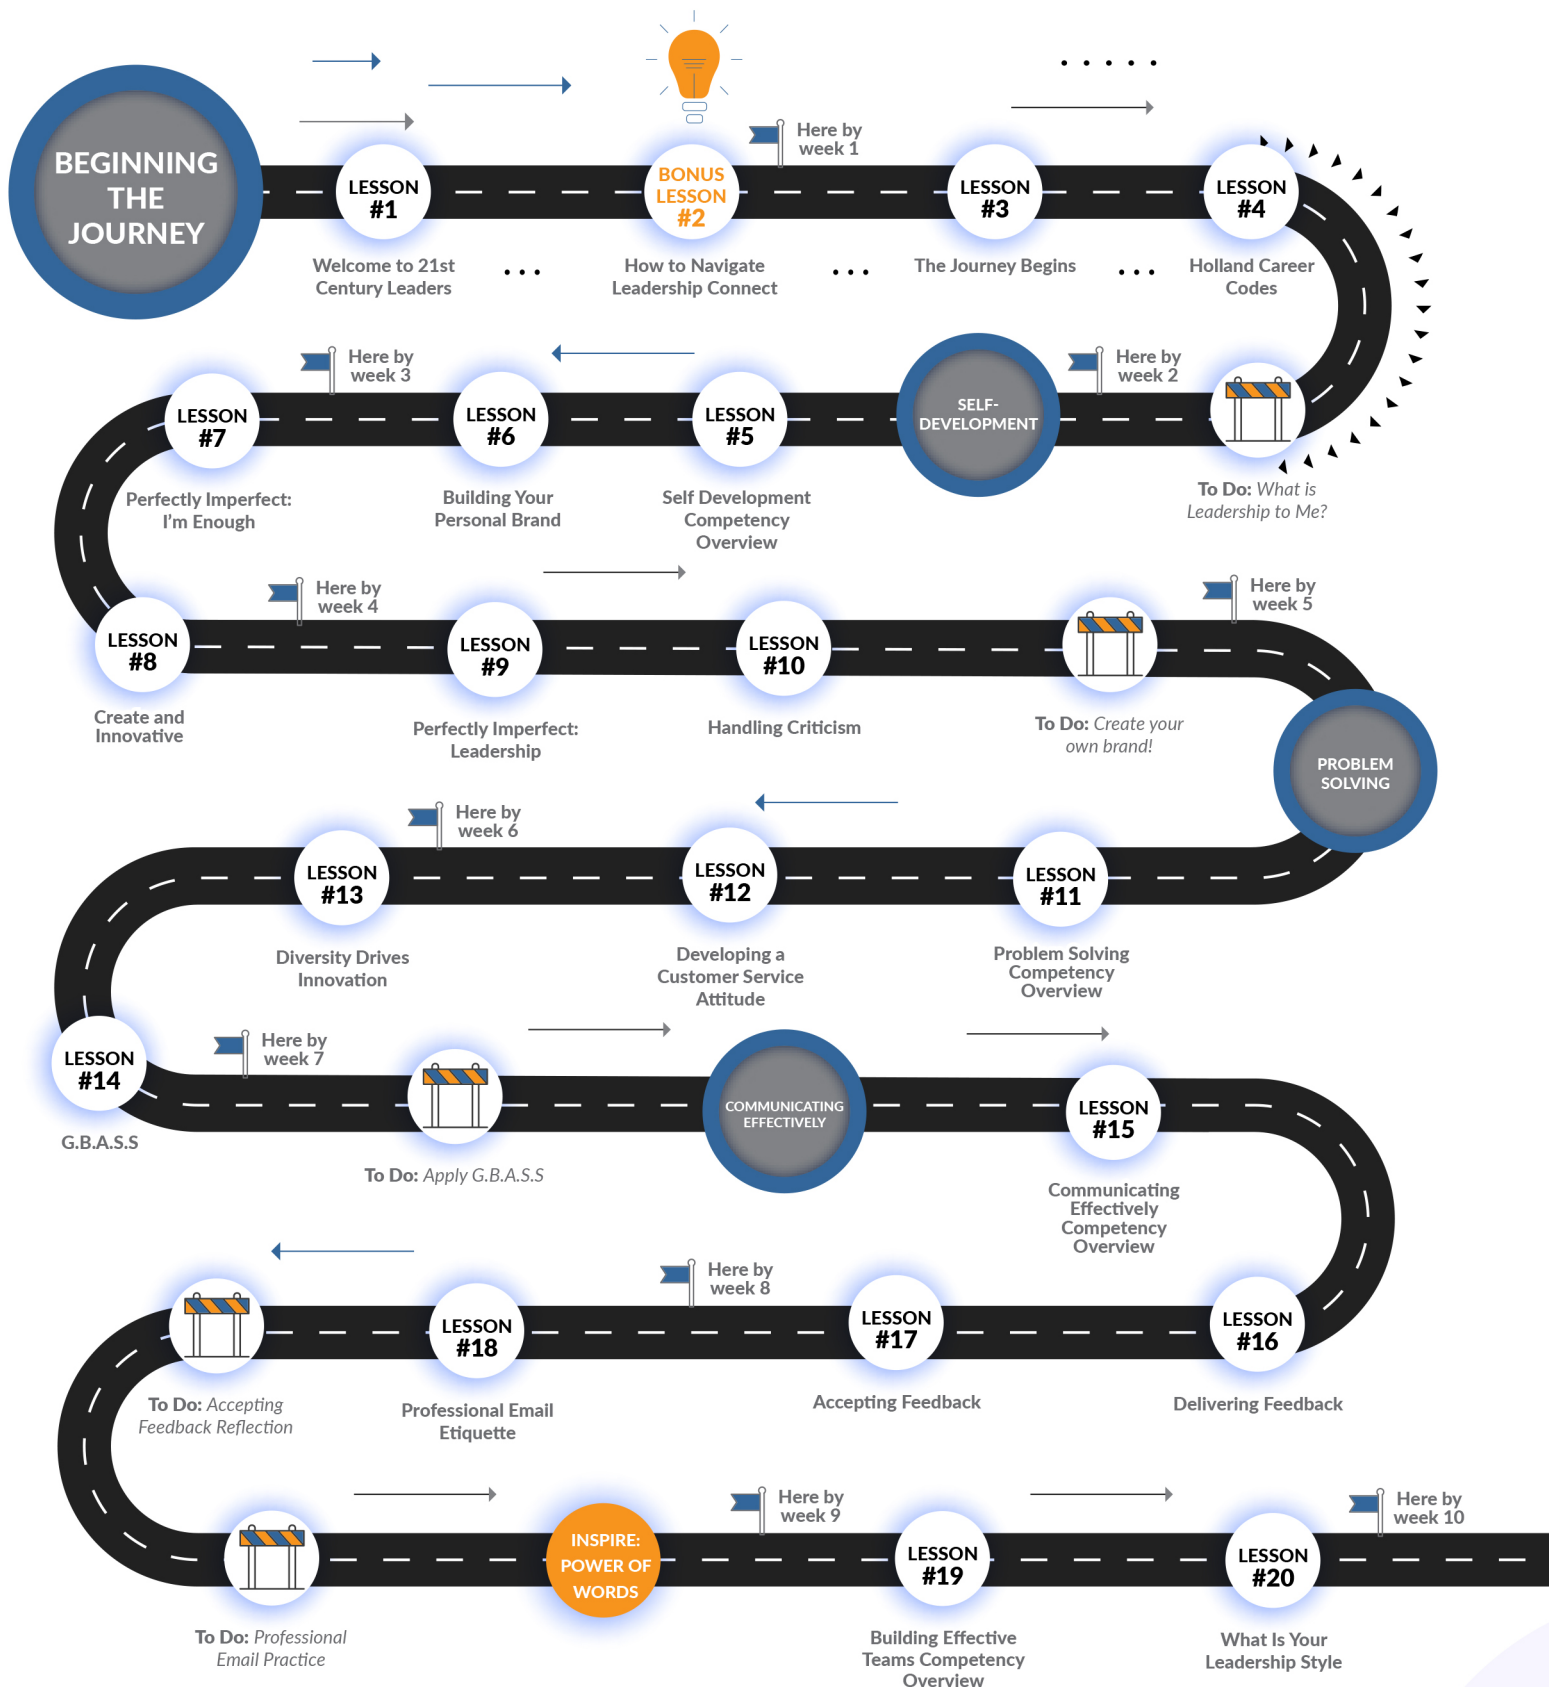 BEGINNING
THE
JOURNEY
LESSON
#1
Welcome to 21st
Century Leaders
BONUS
LESSON
#2
How to Navigate
Leadership Connect
Here by
week 1
LESSON
#3
The Journey Begins
LESSON
#4
Holland Career
Codes
To Do: What is
Leadership to Me?
Here by
week 2
SELF-
DEVELOPMENT
LESSON
#5
Self Development
Competency
Overview
LESSON
#6
Building Your
Personal Brand
Here by
week 3
LESSON
#7
Perfectly Imperfect:
I'm Enough
LESSON
#8
Create and
Innovative
Here by
week 4
LESSON
#9
Perfectly Imperfect:
Leadership
LESSON
#10
Handling Criticism
To Do: Create your
own brand!
Here by
week 5
PROBLEM
SOLVING
LESSON
#11
Problem Solving
Competency
Overview
LESSON
#12
Developing a
Customer Service
Attitude
Here by
week 6
LESSON
#13
Diversity Drives
Innovation
LESSON
#14
G.B.A.S.S
Here by
week 7
To Do: Apply G.B.A.S.S
COMMUNICATING
EFFECTIVELY
LESSON
#15
Communicating
Effectively
Competency
Overview
LESSON
#16
Delivering Feedback
LESSON
#17
Accepting Feedback
Here by
week 8
LESSON
#18
Professional Email
Etiquette
To Do: Accepting
Feedback Reflection
To Do: Professional
Email Practice
INSPIRE:
POWER OF
WORDS
Here by
week 9
LESSON
#19
Building Effective
Teams Competency
Overview
LESSON
#20
What Is Your
Leadership Style
Here by
week 10